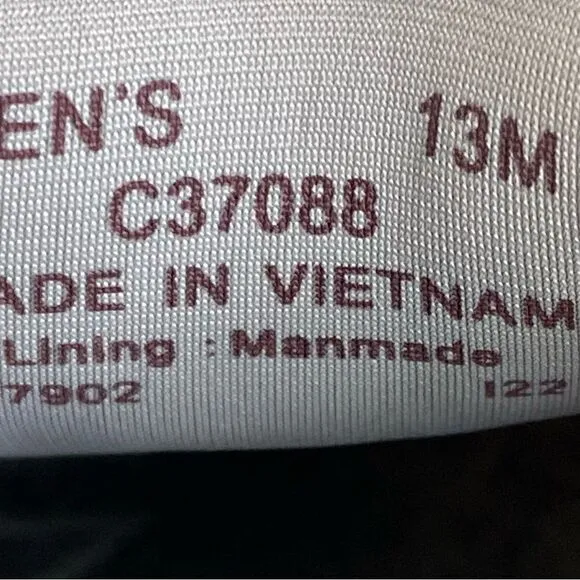 EN'S 13M
C37088
ADE IN VIETNAM
Lining : Manmade
7902 122